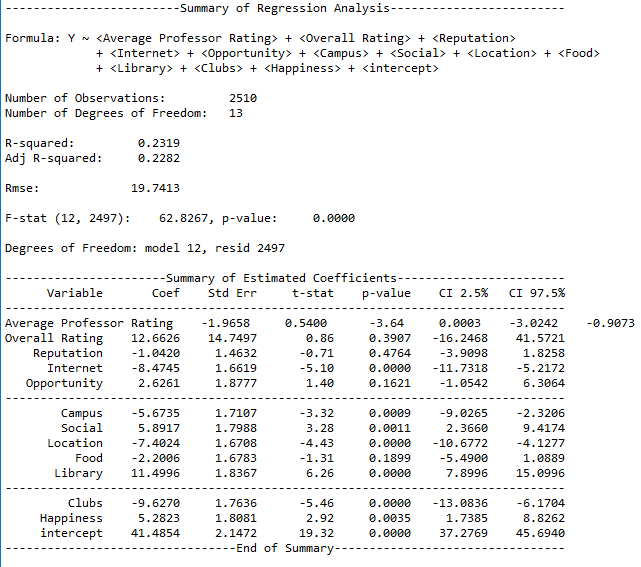 -------------------------Summary of Regression Analysis-------------------------
Formula: Y ~ <Average Professor Rating> + <Overall Rating> + <Reputation>
+ <Internet> + <Opportunity> + <Campus> + <Social> + <Location> + <Food>
+ <Library> + <Clubs> + <Happiness> + <intercept>
Number of Observations: 2510
Number of Degrees of Freedom: 13
R-squared: 0.2319
Adj R-squared: 0.2282
Rmse: 19.7413
F-stat (12, 2497): 62.8267, p-value: 0.0000
Degrees of Freedom: model 12, resid 2497
-----------------------Summary of Estimated Coefficients------------------------
Variable Coef Std Err t-stat p-value CI 2.5% CI 97.5%
--------------------------------------------------------------------------------
Average Professor Rating -1.9658 0.5400 -3.64 0.0003 -3.0242 -0.9073
Overall Rating 12.6626 14.7497 0.86 0.3907 -16.2468 41.5721
Reputation -1.0420 1.4632 -0.71 0.4764 -3.9098 1.8258
Internet -8.4745 1.6619 -5.10 0.0000 -11.7318 -5.2172
Opportunity 2.6261 1.8777 1.40 0.1621 -1.0542 6.3064
--------------------------------------------------------------------------------
Campus -5.6735 1.7107 -3.32 0.0009 -9.0265 -2.3206
Social 5.8917 1.7988 3.28 0.0011 2.3660 9.4174
Location -7.4024 1.6708 -4.43 0.0000 -10.6772 -4.1277
Food -2.2006 1.6783 -1.31 0.1899 -5.4900 1.0889
Library 11.4996 1.8367 6.26 0.0000 7.8996 15.0996
--------------------------------------------------------------------------------
Clubs -9.6270 1.7636 -5.46 0.0000 -13.0836 -6.1704
Happiness 5.2823 1.8081 2.92 0.0035 1.7385 8.8262
intercept 41.4854 2.1472 19.32 0.0000 37.2769 45.6940
---------------------------------End of Summary---------------------------------